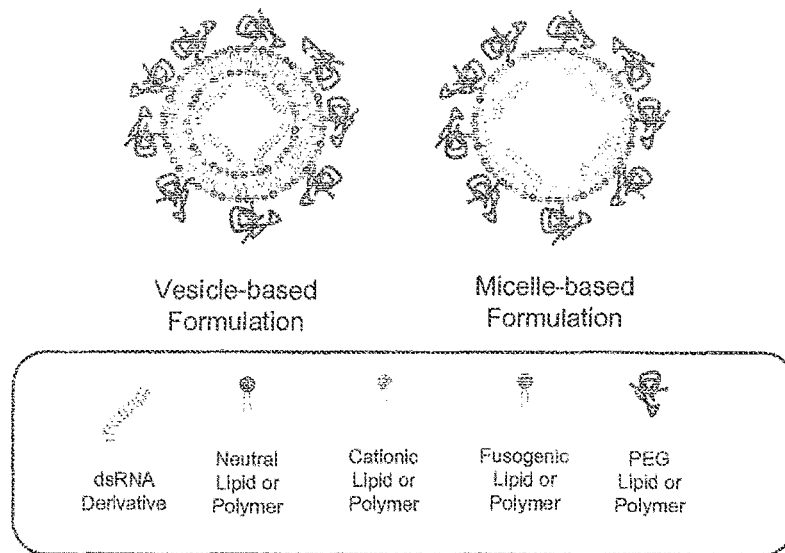 Vesicle-based
Formulation
Micelle-based
Formulation
dsRNA
Derivative
Neutral
Lipid or
Polymer
Cationic
Lipid or
Polymer
Fusogenic
Lipid or
Polymer
PEG
Lipid or
Polymer